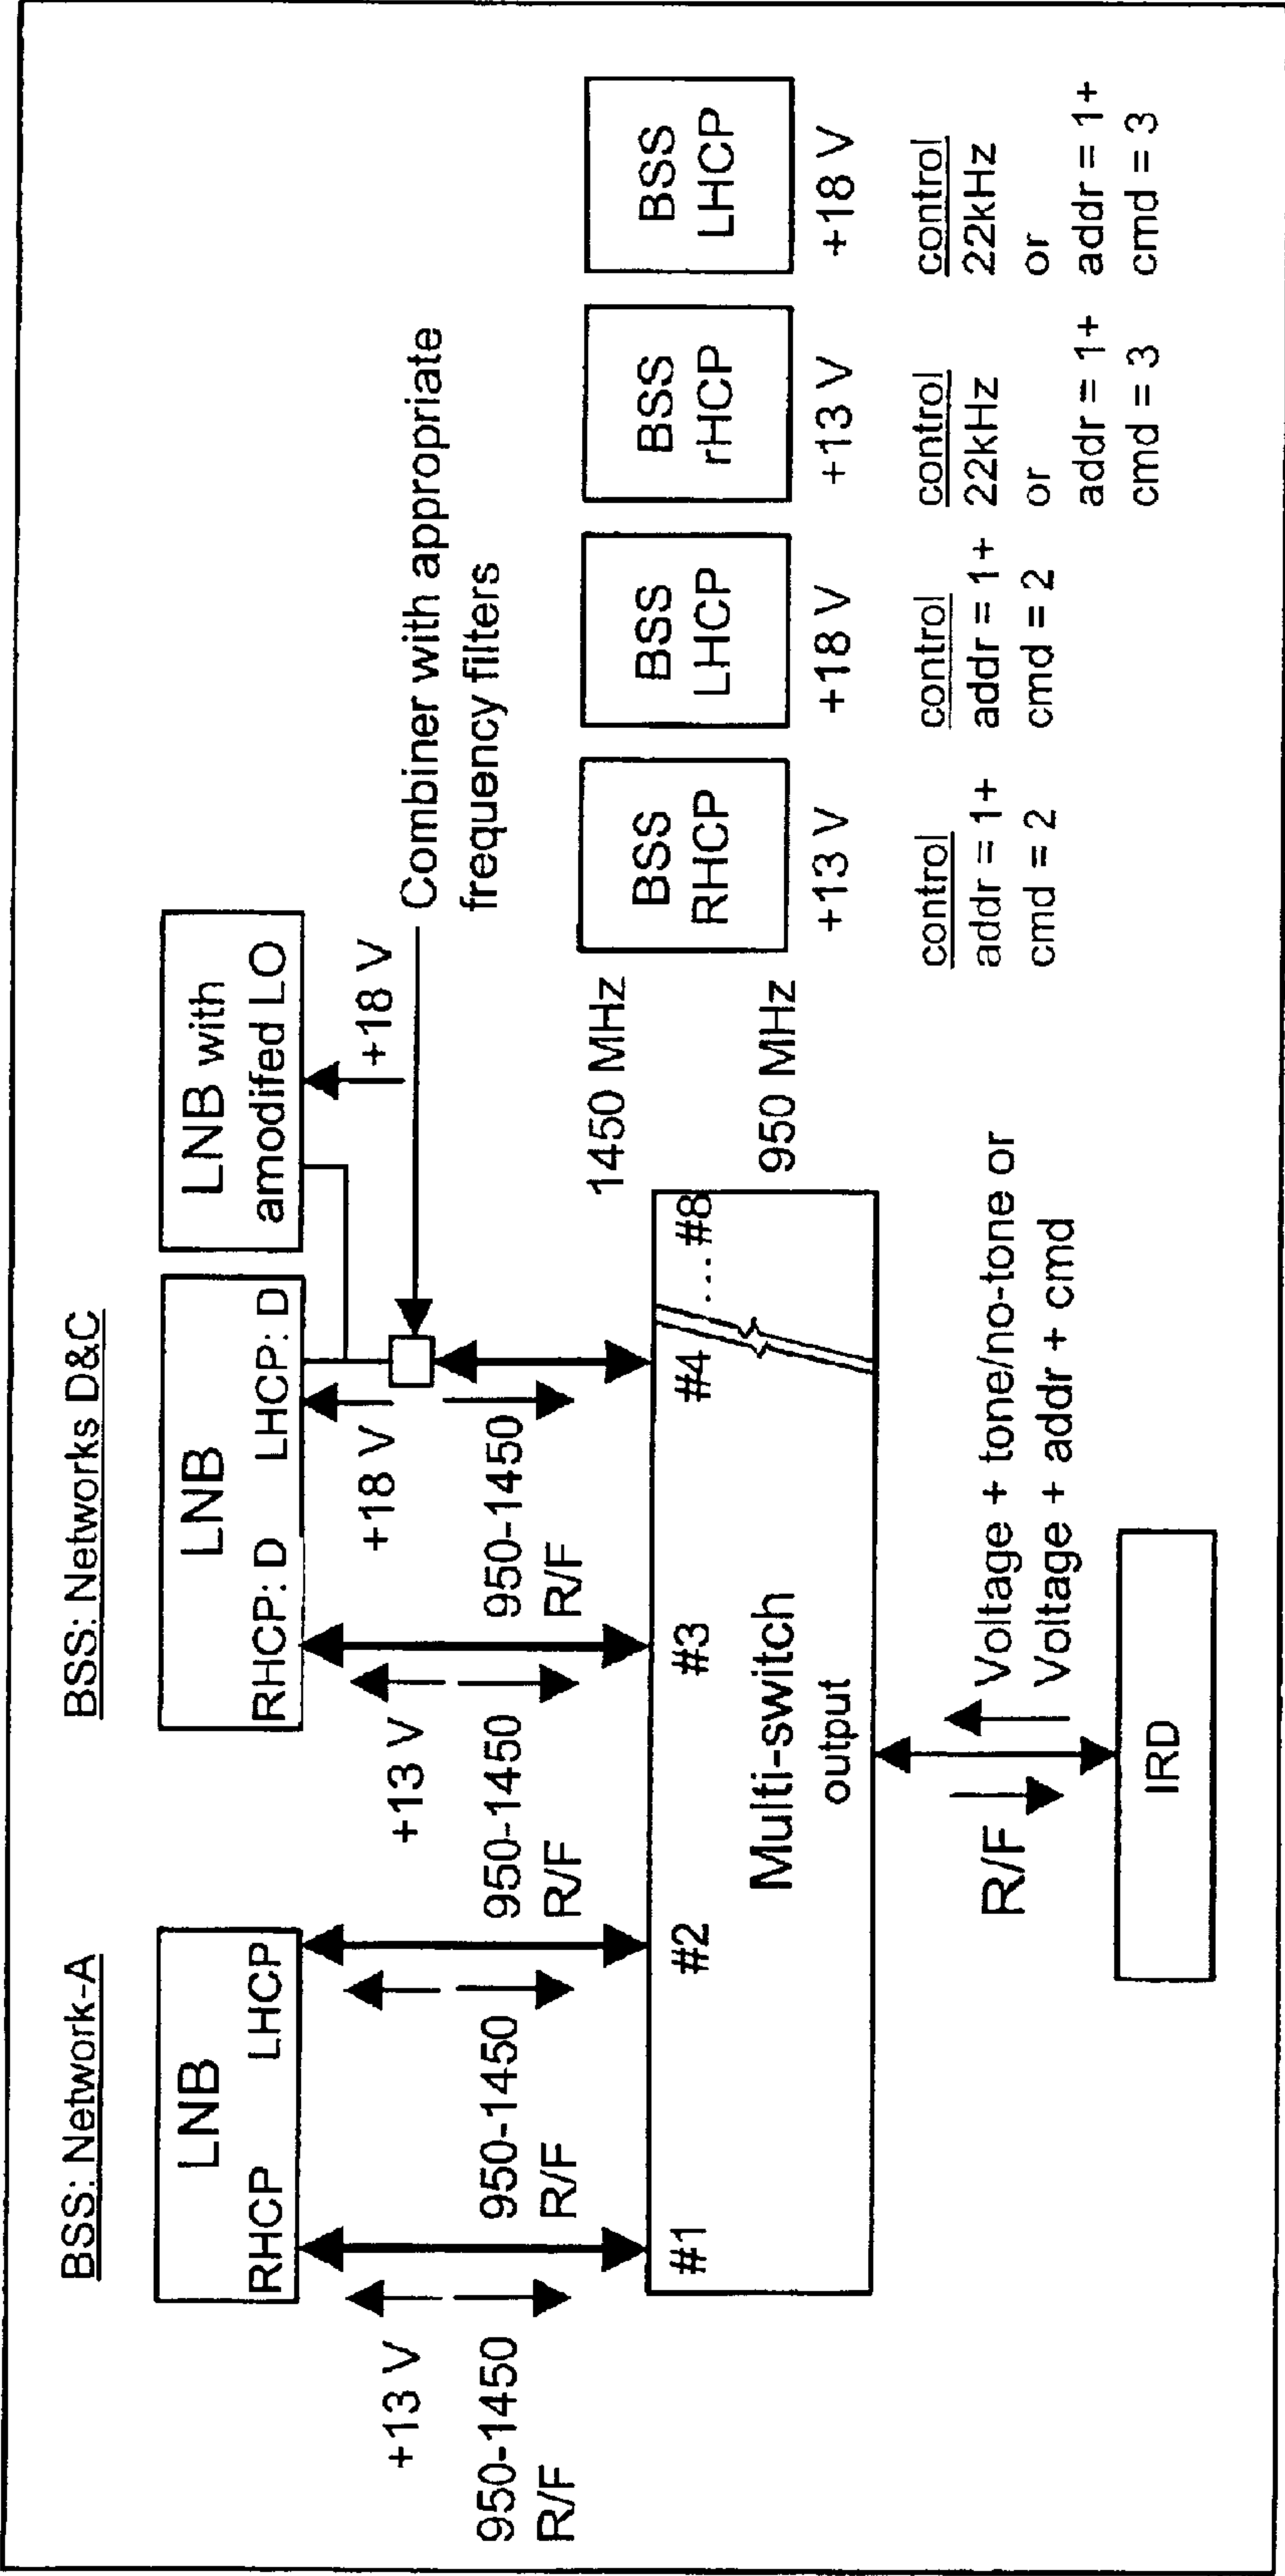 BSS: Network-A
BSS: Networks D&C
LNB
RHCP LHCP
LNB
RHCP: D LHCP: D
LNB with
amodifed LO
+13 V
950-1450
R/F
950-1450
R/F
+13 V
950-1450
R/F
+18 V
950-1450
R/F
+18 V
Combiner with appropriate
frequency filters
#1
#2
#3
#4 ...#8
Multi-switch
output
R/F
Voltage + tone/no-tone or
Voltage + addr + cmd
IRD
1450 MHz
950 MHz
BSS
RHCP
+13 V
control
addr = 1+
cmd = 2
BSS
LHCP
+18 V
control
addr = 1+
cmd = 2
BSS
rHCP
+13 V
control
22kHz
or
addr = 1+
cmd = 3
BSS
LHCP
+18 V
control
22kHz
or
addr = 1+
cmd = 3